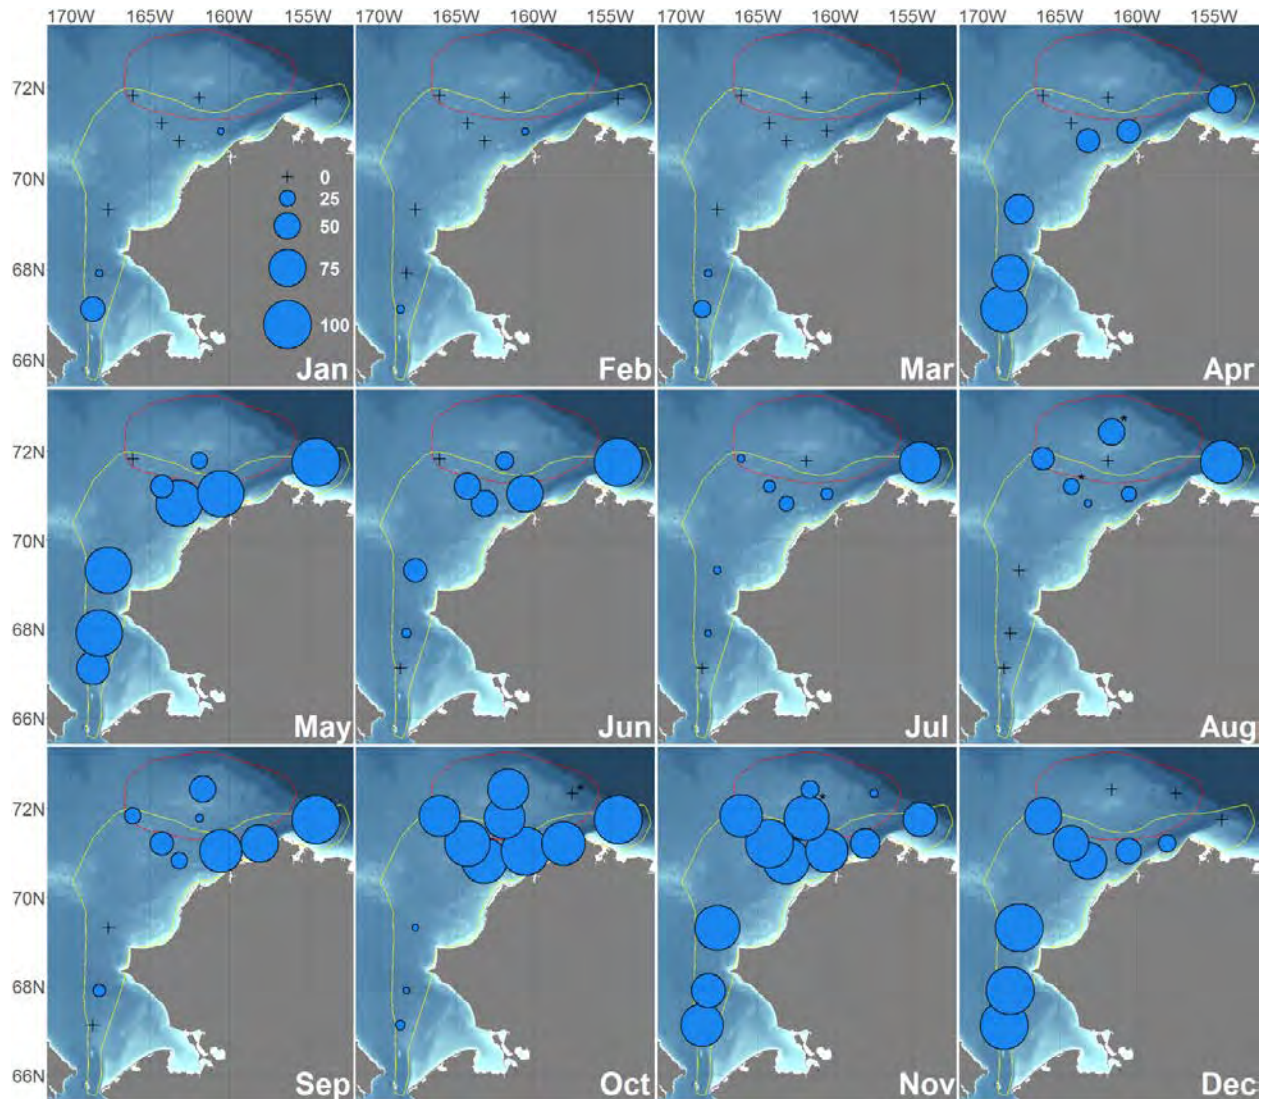 170W 165W 160W 155W 170W 165W 160W 155W 170W 165W 160W 155W 170W 165W 160W 155W
72N
70N
0
25
50
68N
75
100
66N
Jan Feb Mar Apr
*
72N
*
70N
68N
66N
May Jun Jul Aug
*
72N
*
70N
68N
66N
Sep Oct Nov Dec